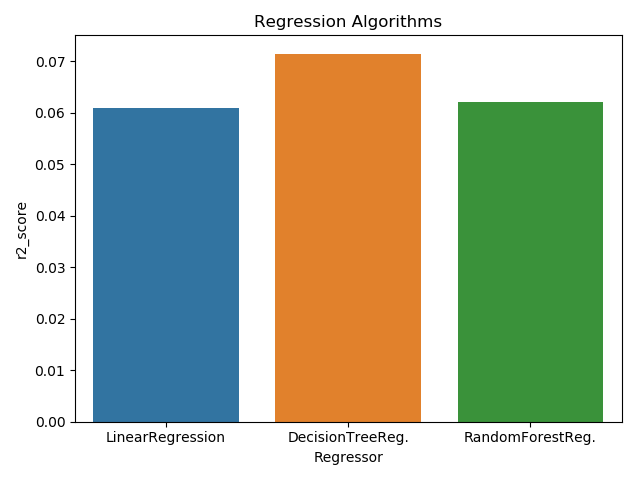 Regression Algorithms
r2_score
0.07
0.06
0.05
0.04
0.03
0.02
0.01
0.00
LinearRegression
DecisionTreeReg.
RandomForestReg.
Regressor